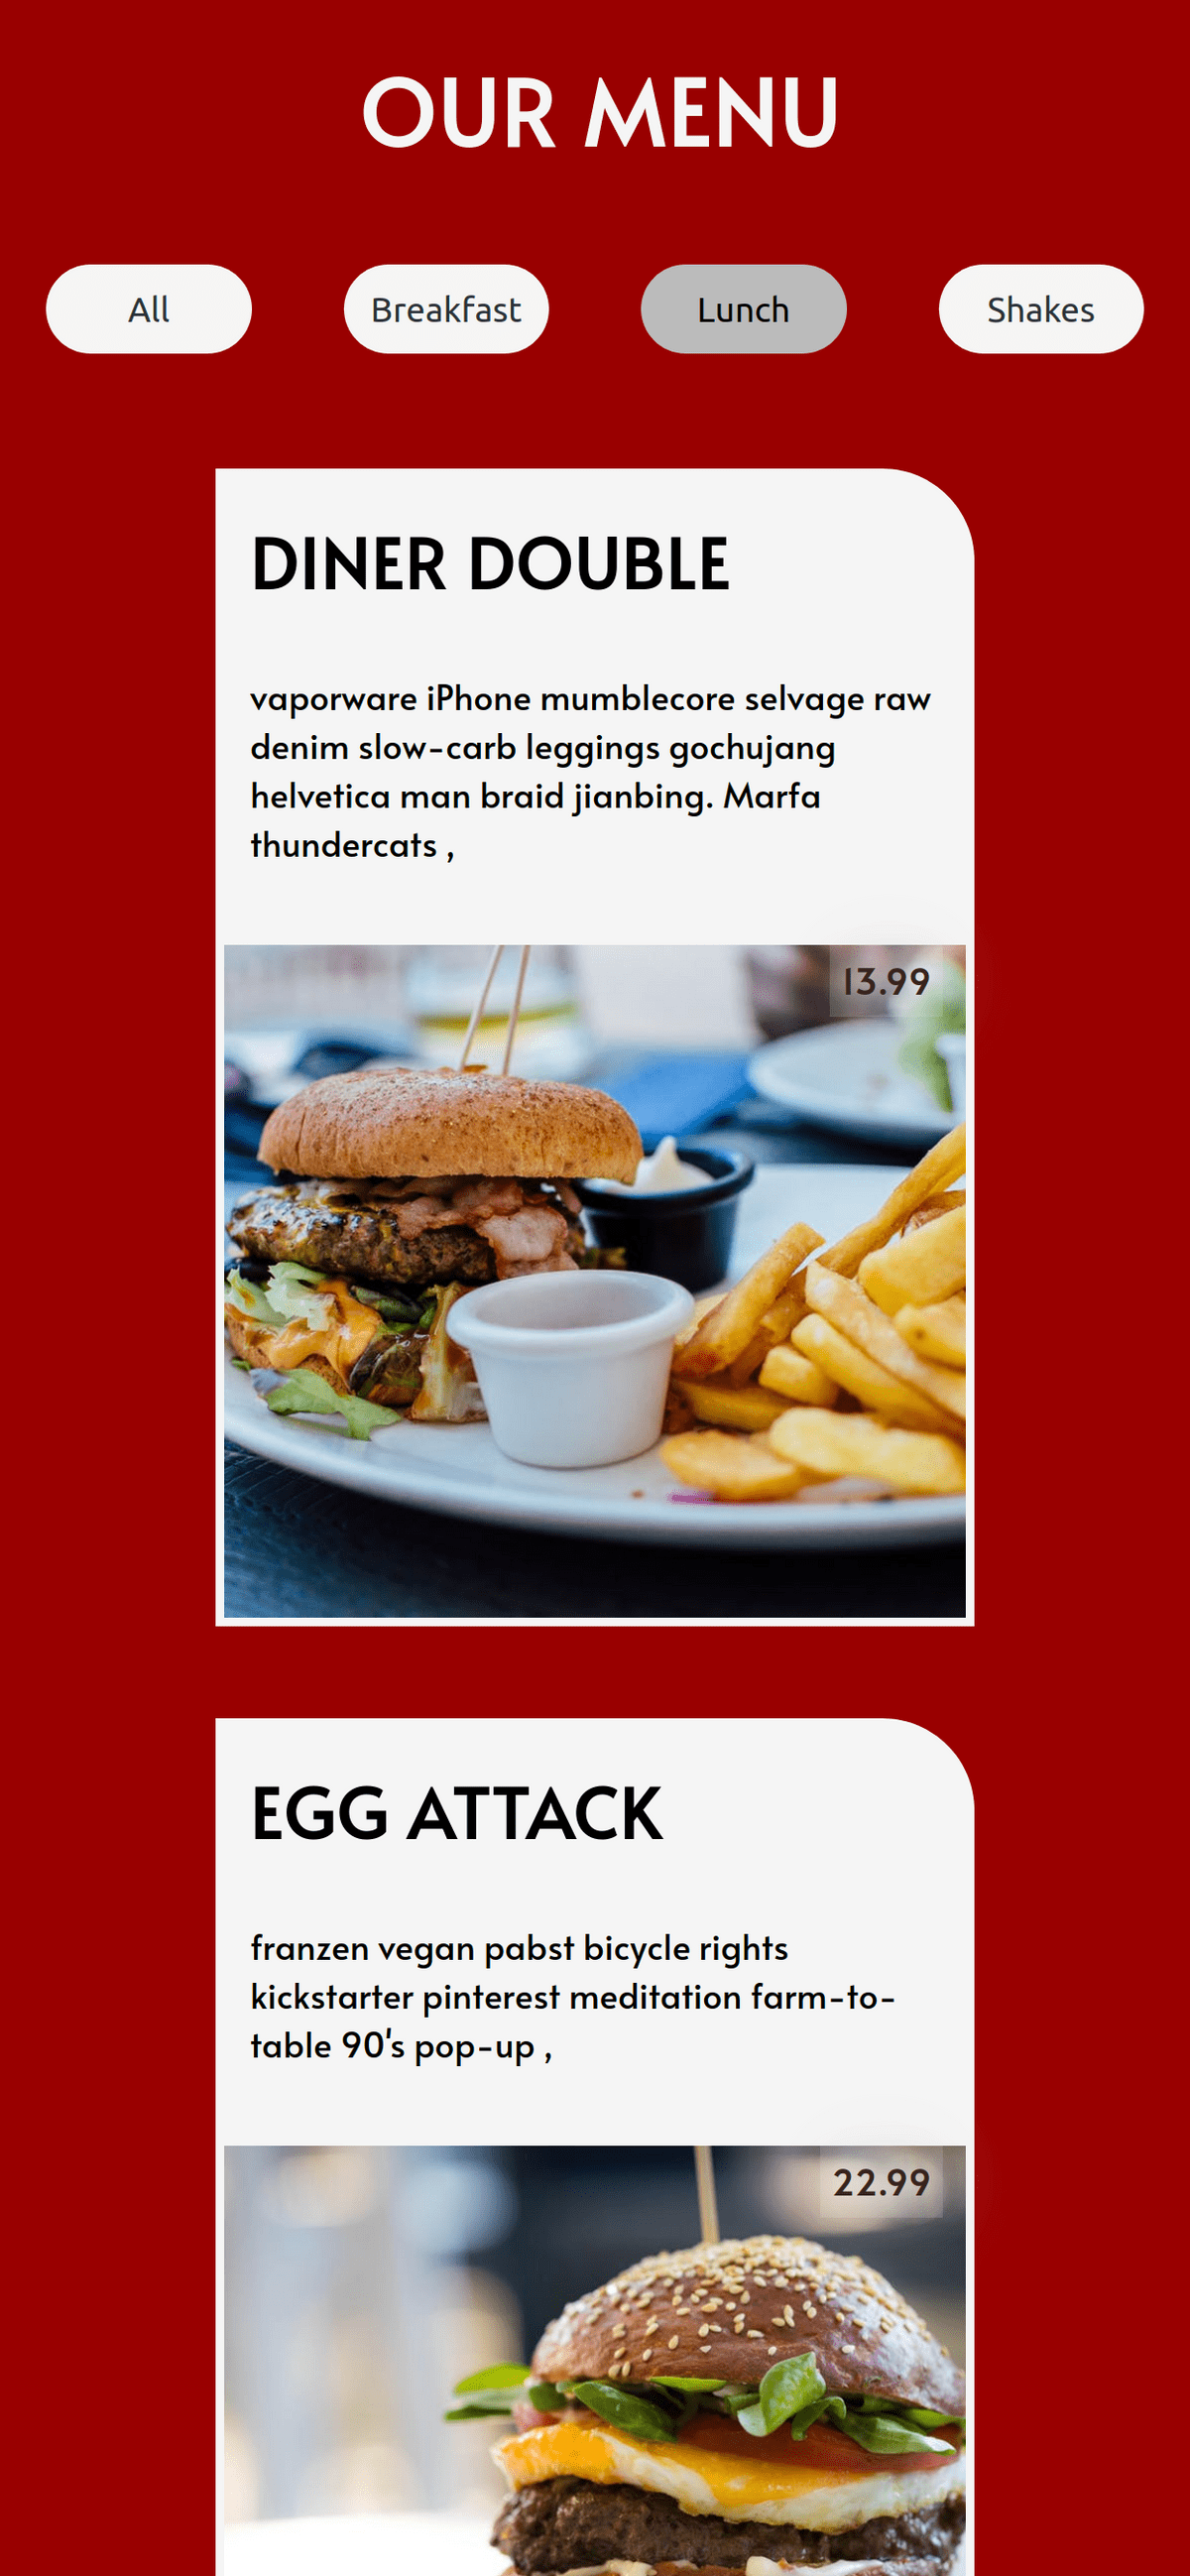 OUR MENU
All
Breakfast
Lunch
Shakes
DINER DOUBLE
vaporware iPhone mumblecore selvage raw
denim slow-carb leggings gochujang
helvetica man braid jianbing. Marfa
thundercats ,
13.99
EGG ATTACK
franzen vegan pabst bicycle rights
kickstarter pinterest meditation farm-to-
table 90's pop-up ,
22.99